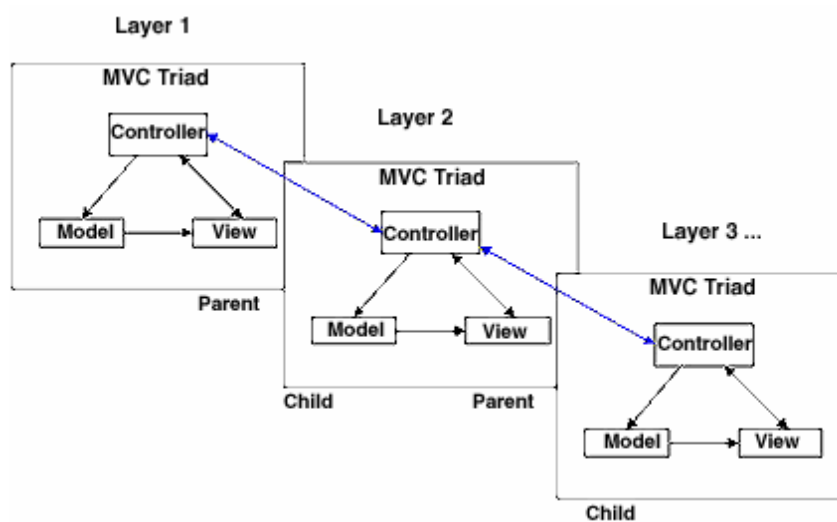 Layer 1
MVC Triad
Controller
Model
View
Parent
Layer 2
MVC Triad
Controller
Model
View
Child
Parent
Layer 3 ...
MVC Triad
Controller
Model
View
Child